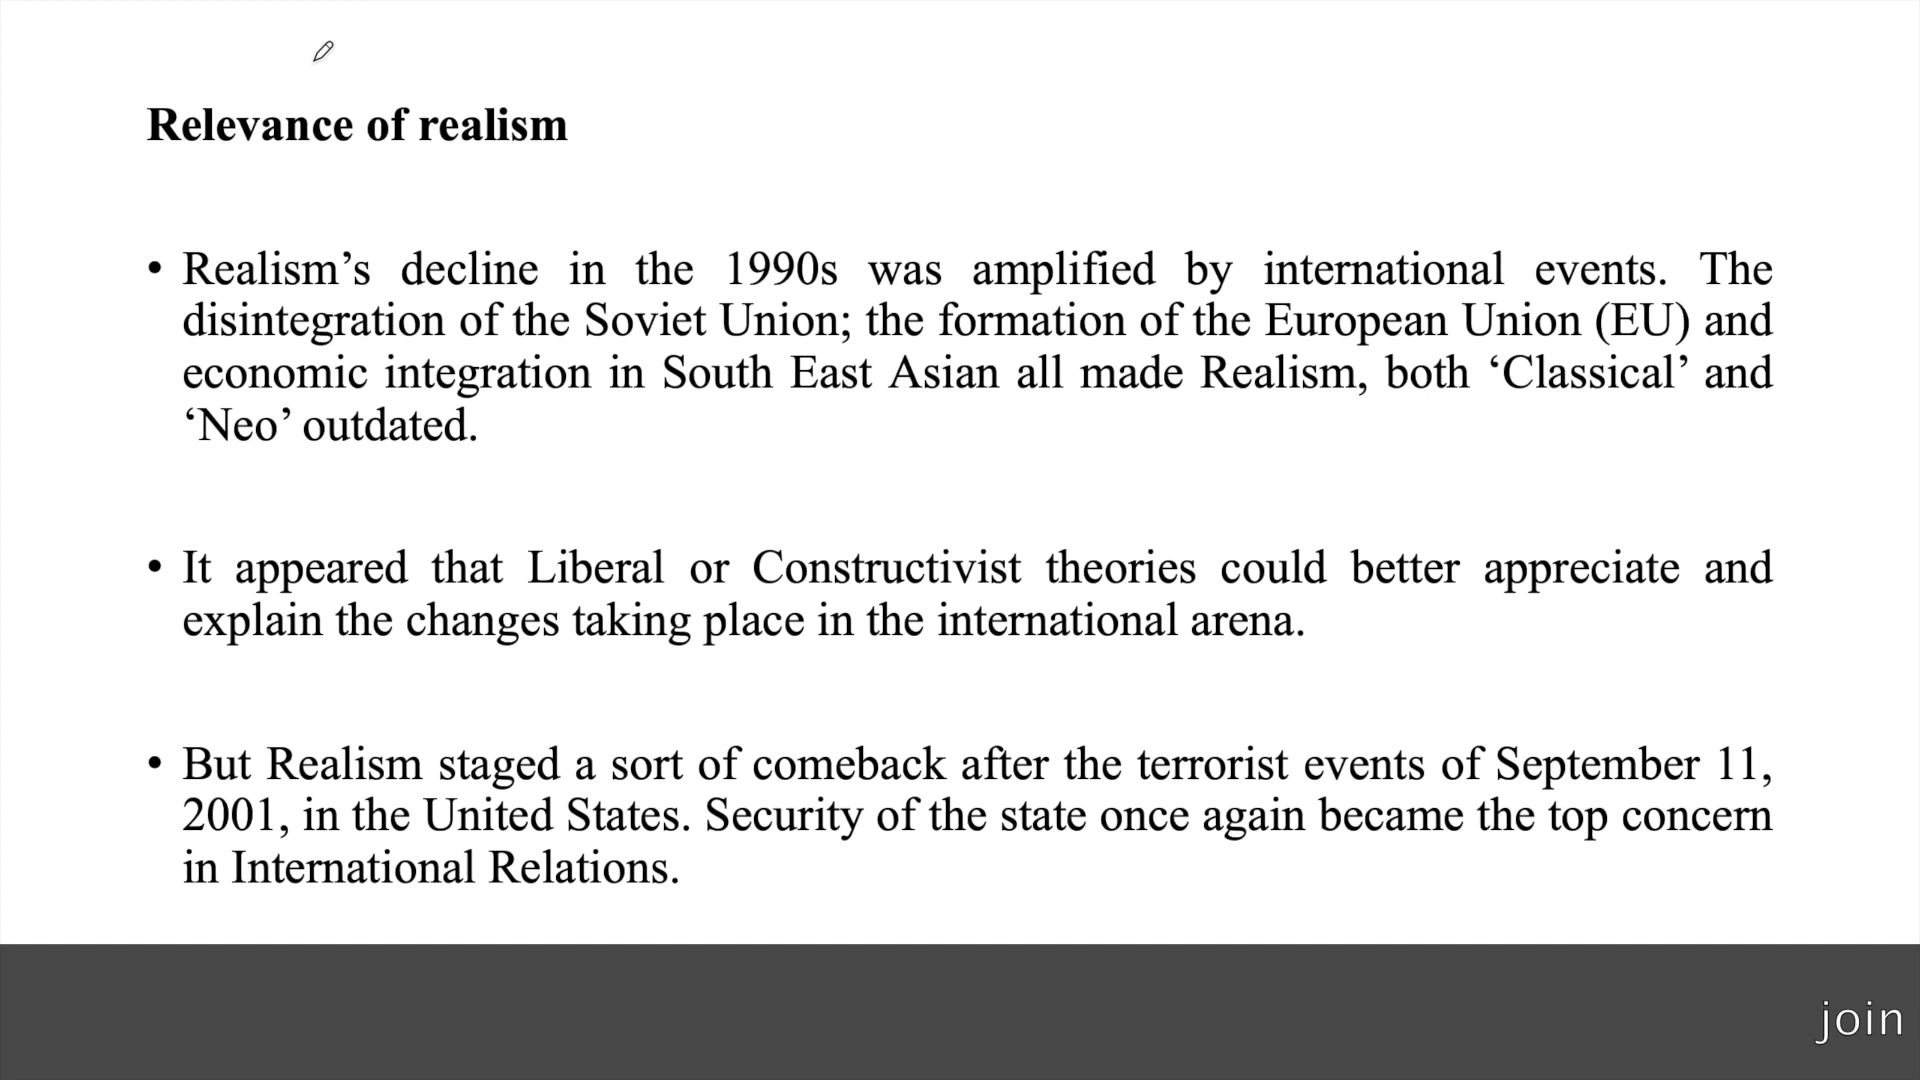 Relevance of realism
• Realism’s decline in the 1990s was amplified by international events. The
disintegration of the Soviet Union; the formation of the European Union (EU) and
economic integration in South East Asian all made Realism, both ‘Classical’ and
‘Neo’ outdated.
• It appeared that Liberal or Constructivist theories could better appreciate and
explain the changes taking place in the international arena.
• But Realism staged a sort of comeback after the terrorist events of September 11,
2001, in the United States. Security of the state once again became the top concern
in International Relations.
join